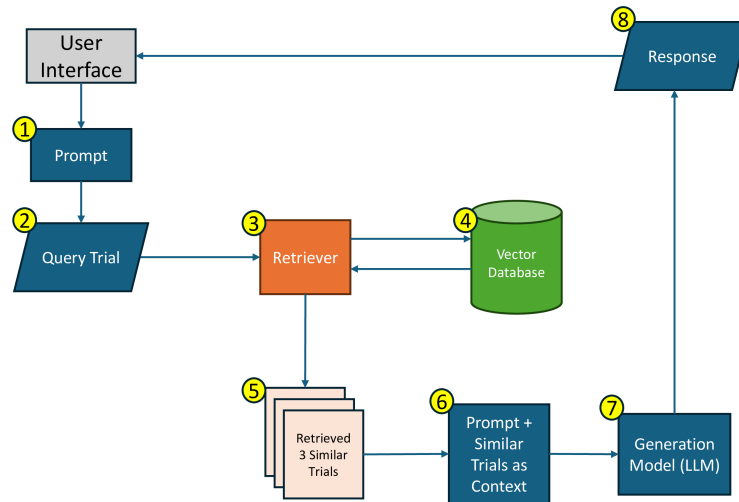 User
Interface
1
Prompt
2
Query Trial
3
Retriever
4
Vector
Database
5
Retrieved
3 Similar
Trials
6
Prompt +
Similar
Trials as
Context
7
Generation
Model (LLM)
8
Response